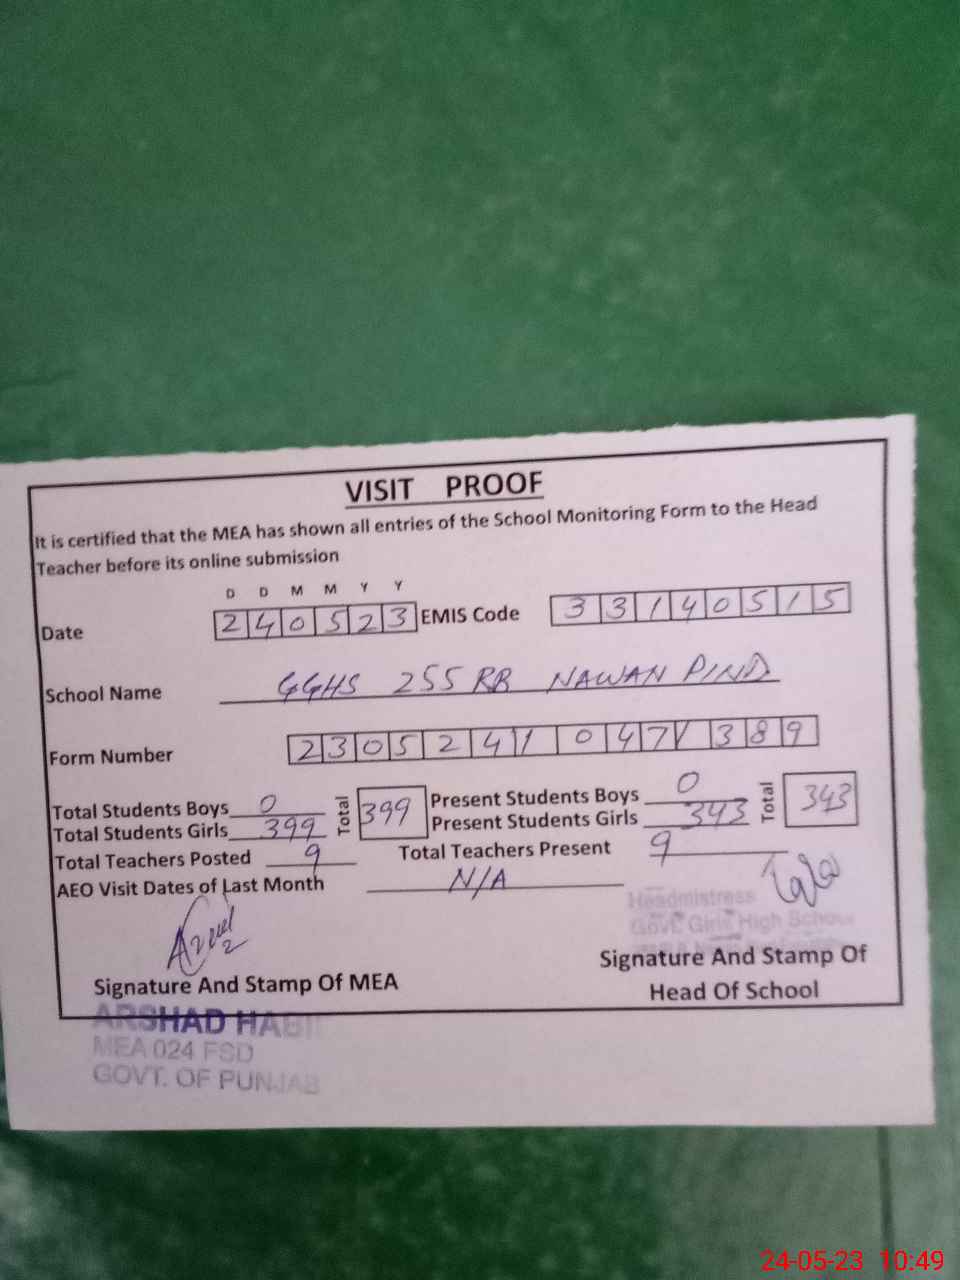 VISIT PROOF
It is certified that the MEA has shown all entries of the School Monitoring Form to the Head
Teacher before its online submission
D D M M Y Y
Date 240523 EMIS Code 33140515
School Name GGHS 255 RB NAWAN PIND
Form Number 2305241047/389
Total Students Boys 0 Total 399 Present Students Boys 0 Total 343
Total Students Girls 399 Present Students Girls 343
Total Teachers Posted 9 Total Teachers Present 9
AEO Visit Dates of Last Month N/A
Headmistress
Govt. Girls High School
Signature And Stamp Of MEA Signature And Stamp Of
Head Of School
ARSHAD HABI
MEA 024 FSD
GOVT. OF PUNJAB
24-05-23 10:49